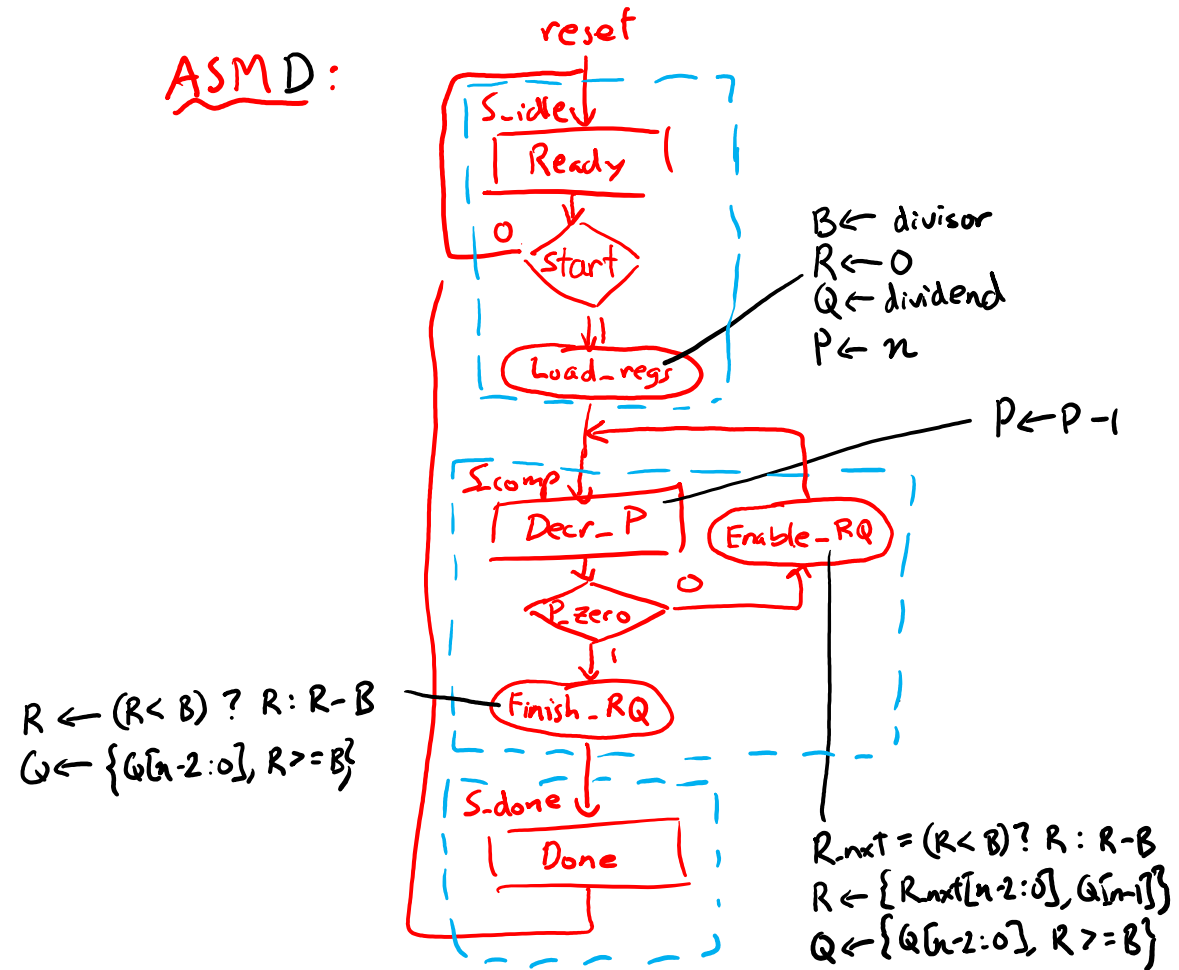 reset
ASMD:
S_idle
Ready
0
start
1
Load_regs
B ← divisor
R ← 0
Q ← dividend
P ← n
P ← P - 1
S_comp
Decr_P
Enable_RQ
0
P_zero
1
Finish_RQ
R ← (R < B) ? R : R - B
Q ← {Q[n-2:0], R >= B}
S_done
Done
R_nxt = (R < B) ? R : R - B
R ← {R_nxt[n-2:0], Q[n-1]}
Q ← {Q[n-2:0], R >= B}